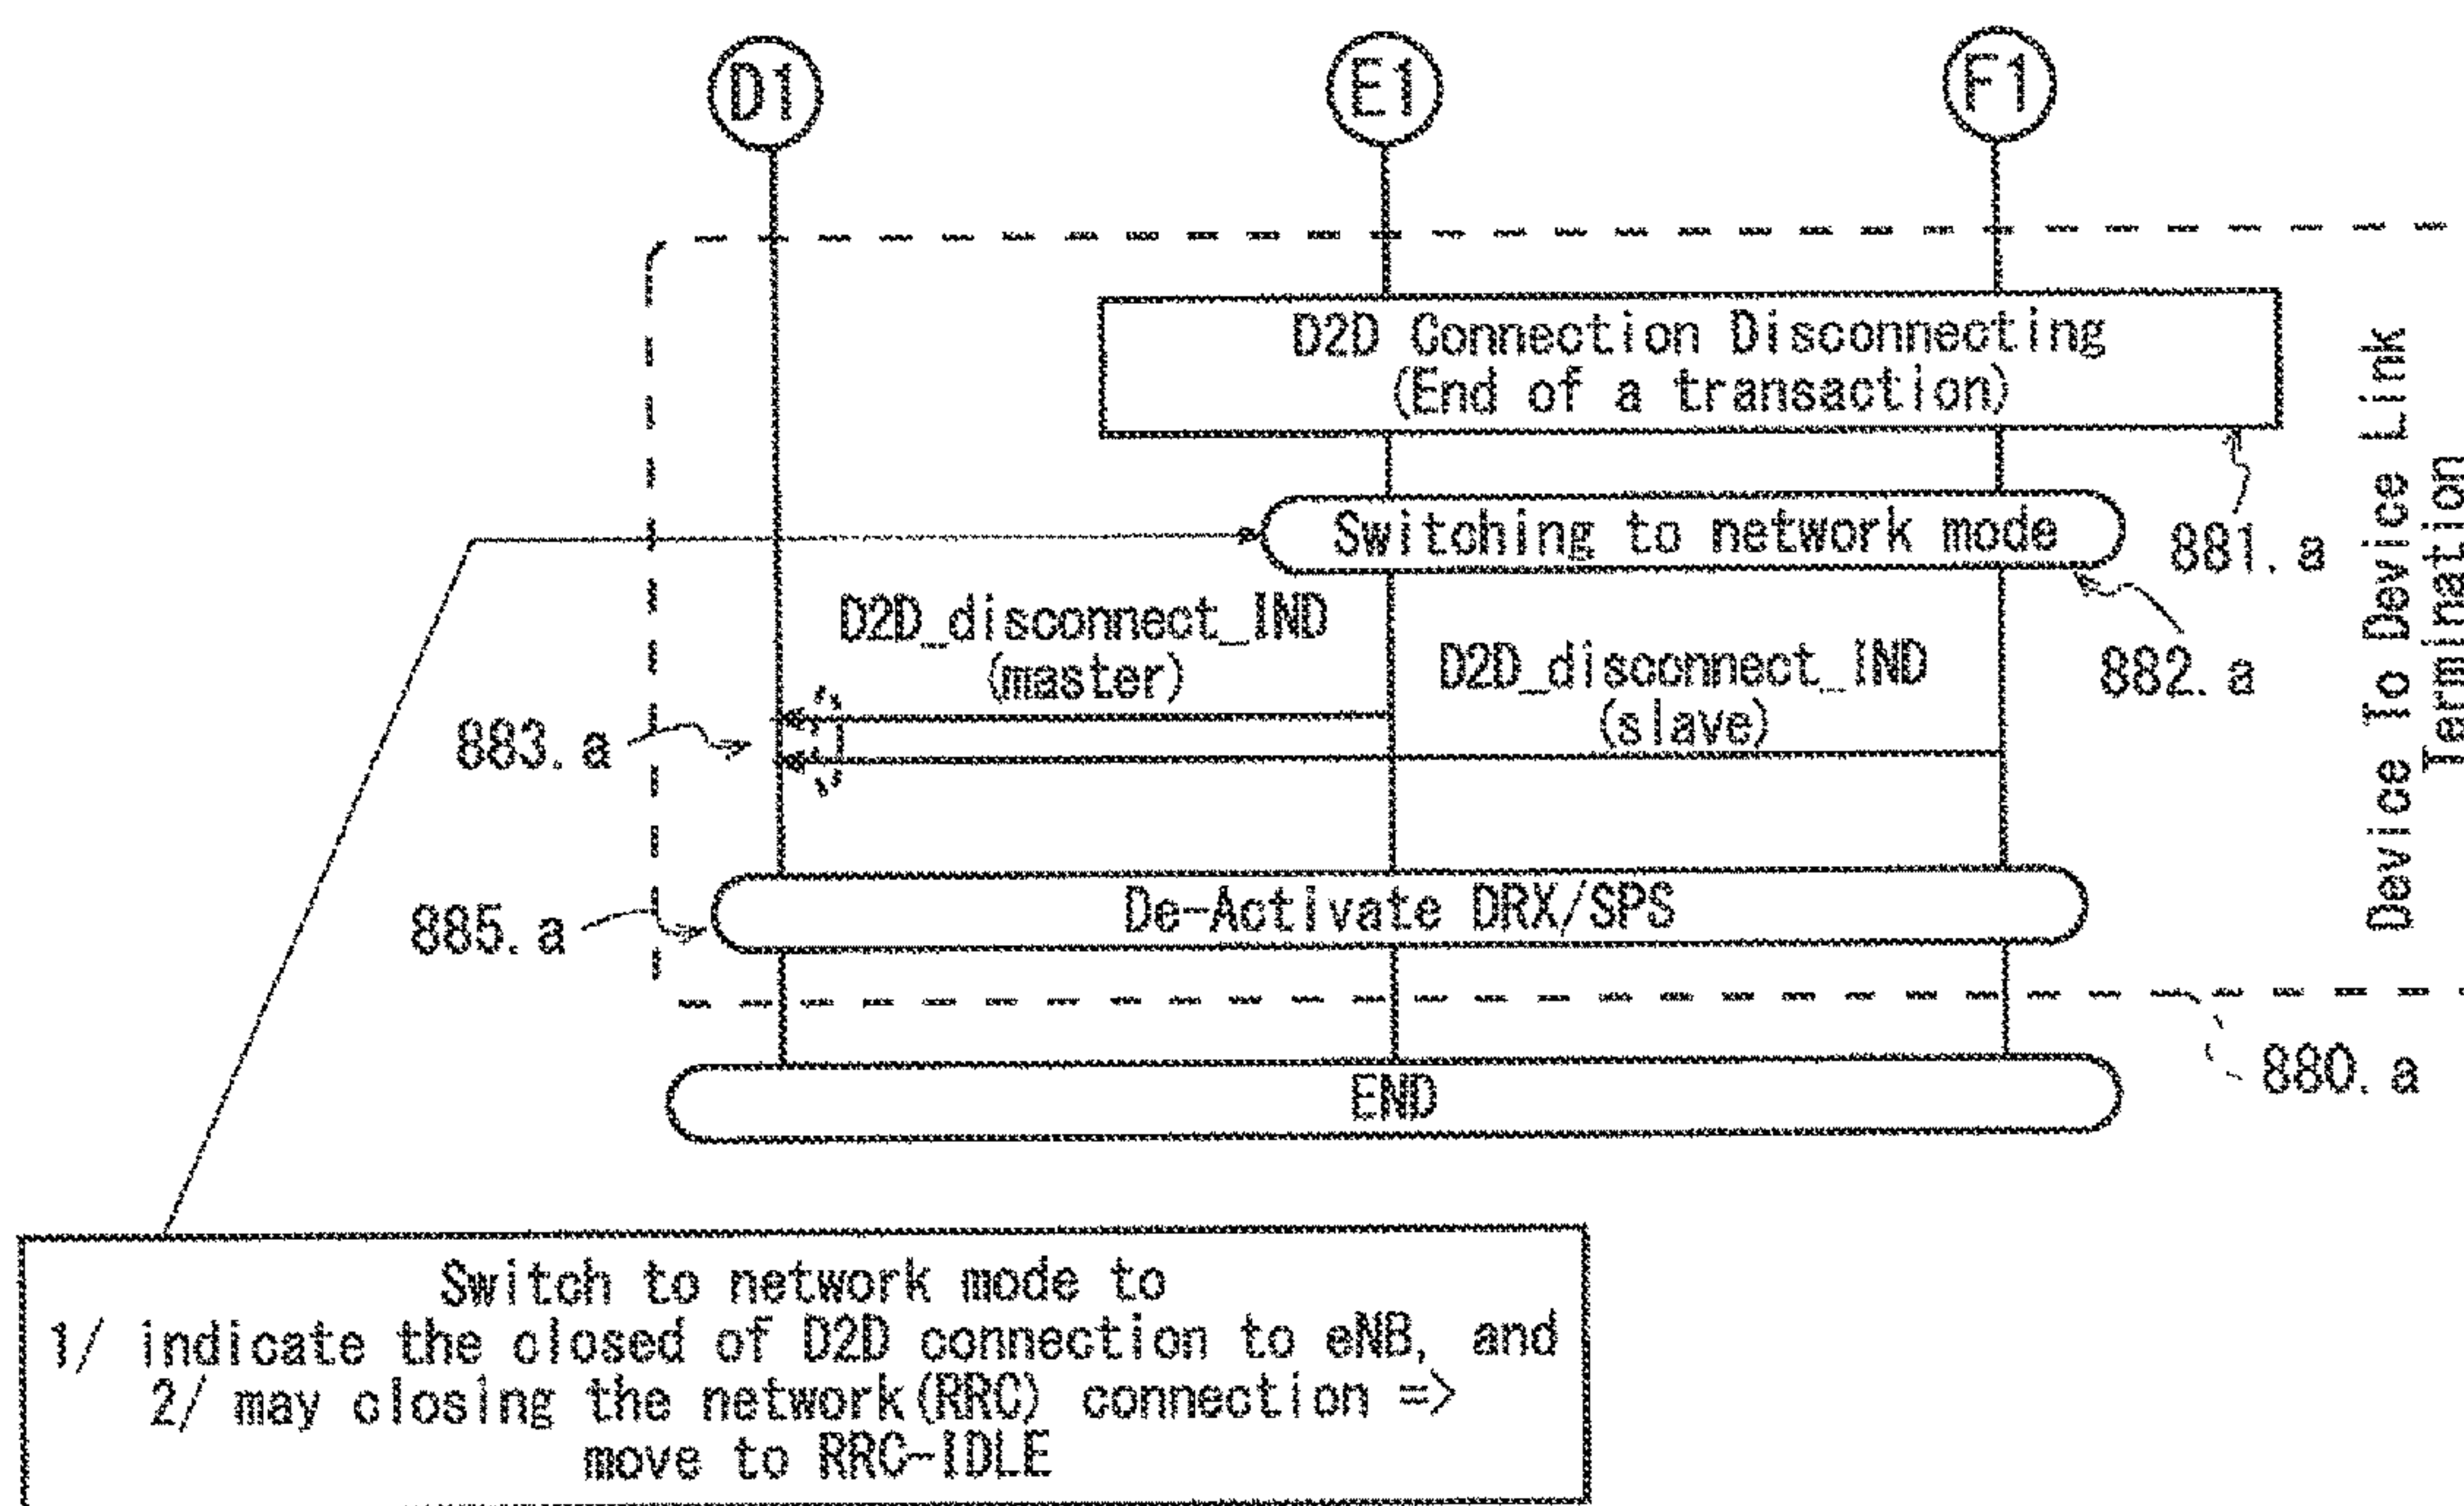 D1
E1
F1
D2D Connection Disconnecting
(End of a transaction)
881.a
Switching to network mode
882.a
D2D_disconnect_IND
(master)
D2D_disconnect_IND
(slave)
883.a
De-Activate DRX/SPS
885.a
Device To Device Link
Termination
END
880.a
Switch to network mode to
1/ indicate the closed of D2D connection to eNB, and
2/ may closing the network(RRC) connection =>
move to RRC-IDLE